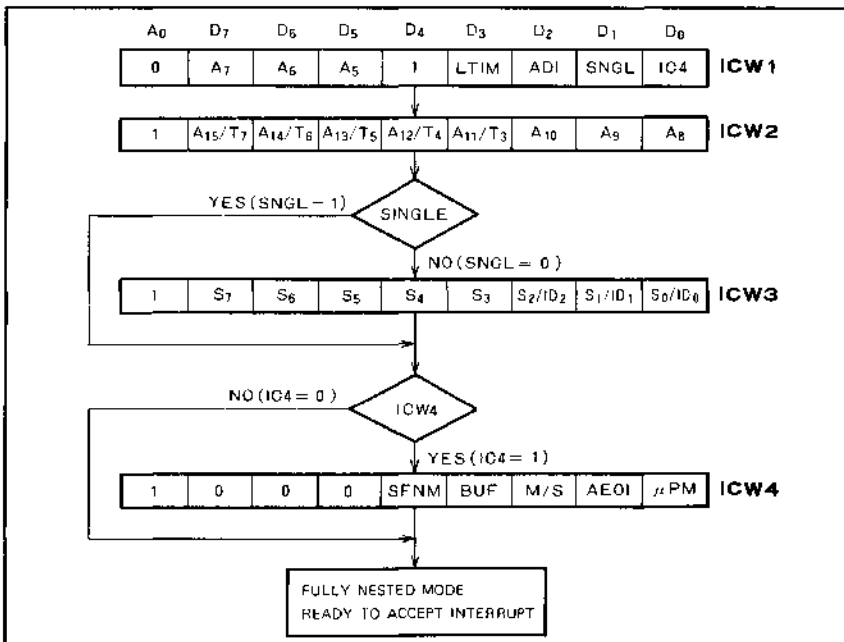 A₀ D₇ D₆ D₅ D₄ D₃ D₂ D₁ D₀
0 A₇ A₆ A₅ 1 LTIM ADI SNGL IC4 ICW1
1 A₁₅/T₇ A₁₄/T₆ A₁₃/T₅ A₁₂/T₄ A₁₁/T₃ A₁₀ A₉ A₈ ICW2
YES(SNGL=1)
SINGLE
NO(SNGL=0)
1 S₇ S₆ S₅ S₄ S₃ S₂/ID₂ S₁/ID₁ S₀/ID₀ ICW3
NO(IC4=0)
ICW4
YES(IC4=1)
1 0 0 0 SFNM BUF M/S AEOI μPM ICW4
FULLY NESTED MODE
READY TO ACCEPT INTERRUPT